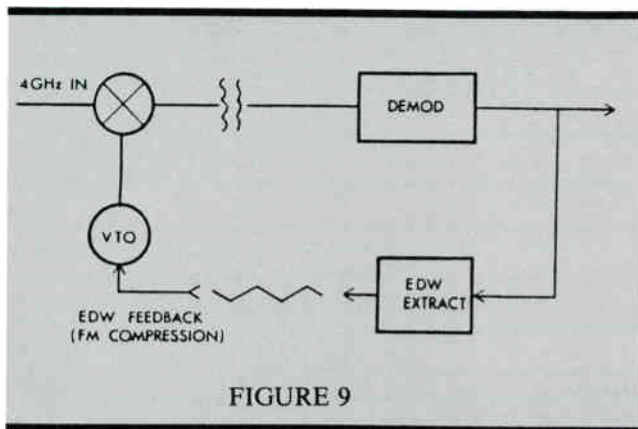 4GHz IN
DEMOD
VTO
EDW
EXTRACT
EDW FEEDBACK
(FM COMPRESSION)
FIGURE 9